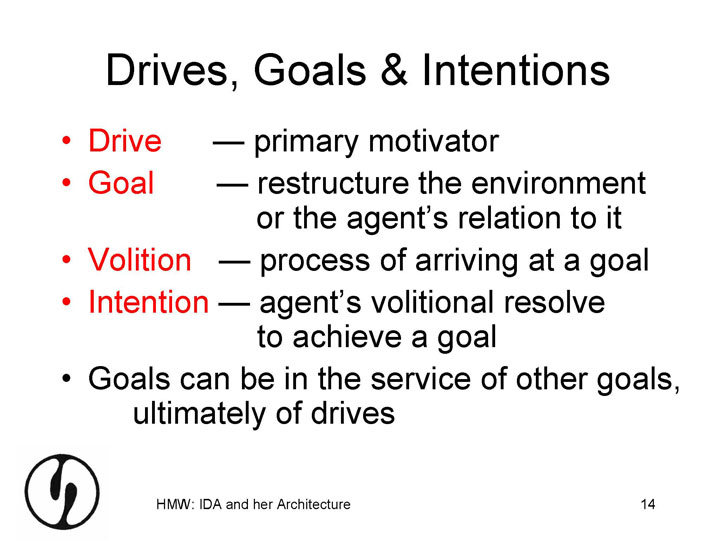 Drives, Goals & Intentions
• Drive — primary motivator
• Goal — restructure the environment
or the agent's relation to it
• Volition — process of arriving at a goal
• Intention — agent's volitional resolve
to achieve a goal
• Goals can be in the service of other goals,
ultimately of drives
HMW: IDA and her Architecture 14